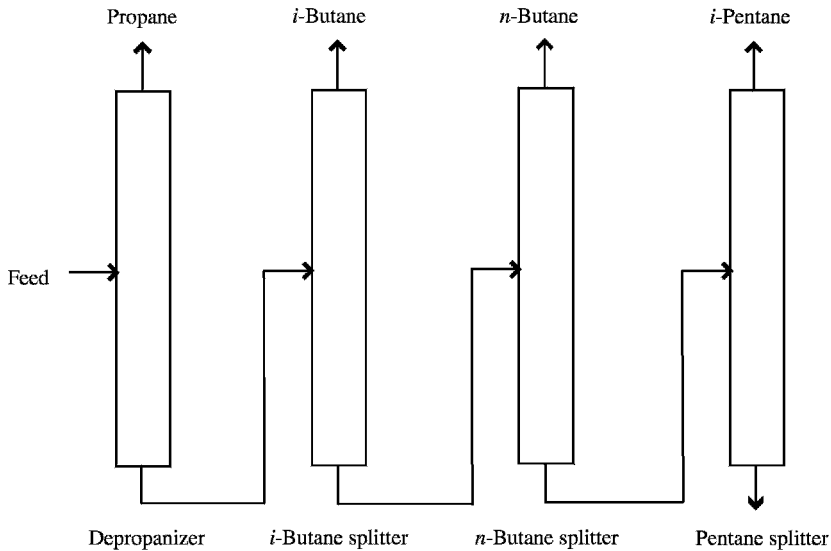 Propane
i-Butane
n-Butane
i-Pentane
Feed
Depropanizer
i-Butane splitter
n-Butane splitter
Pentane splitter